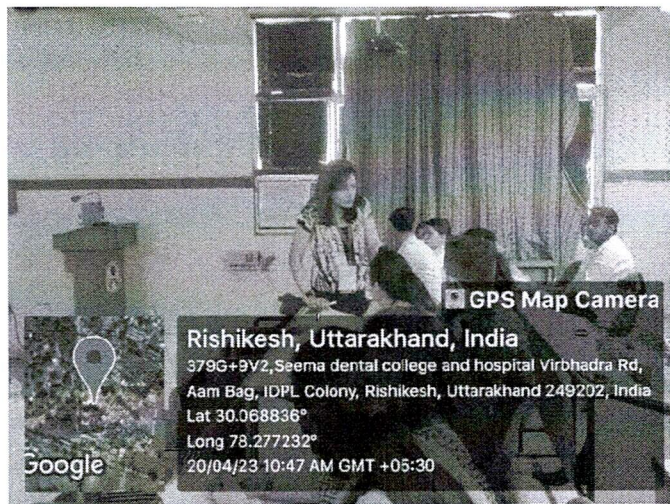 GPS Map Camera
Rishikesh, Uttarakhand, India
379G+9V2,Seema dental college and hospital Virbhadra Rd,
Aam Bag, IDPL Colony, Rishikesh, Uttarakhand 249202, India
Lat 30.068836°
Long 78.277232°
20/04/23 10:47 AM GMT +05:30
Google